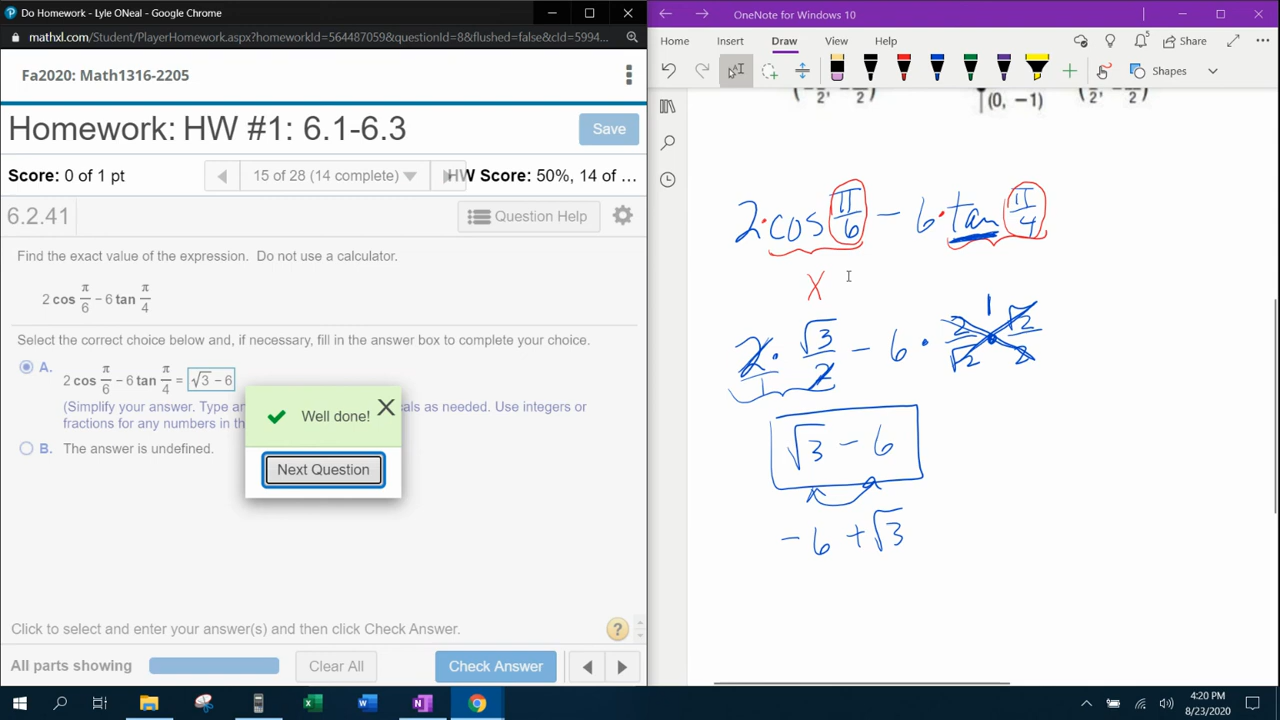 Do Homework - Lyle ONeal - Google Chrome
mathxl.com/Student/PlayerHomework.aspx?homeworkId=564487059&questionId=8&flushed=false&cId=5994...
Fa2020: Math1316-2205
Homework: HW #1: 6.1-6.3
Save
Score: 0 of 1 pt
15 of 28 (14 complete)
HW Score: 50%, 14 of ...
6.2.41
Question Help
Find the exact value of the expression. Do not use a calculator.
2 cos π/6 − 6 tan π/4
Select the correct choice below and, if necessary, fill in the answer box to complete your choice.
A. 2 cos π/6 − 6 tan π/4 = √3 − 6
(Simplify your answer. Type an
als as needed. Use integers or
fractions for any numbers in t
B. The answer is undefined.
Well done!
Next Question
Click to select and enter your answer(s) and then click Check Answer.
?
All parts showing
Clear All
Check Answer
OneNote for Windows 10
Home Insert Draw View Help
Share
Shapes
(0, −1)
2·cos π/6 − 6·tan π/4
X
1
2 · √3/2 − 6 · 2/√2 √2/2
1
√3 − 6
−6 + √3
4:20 PM
8/23/2020